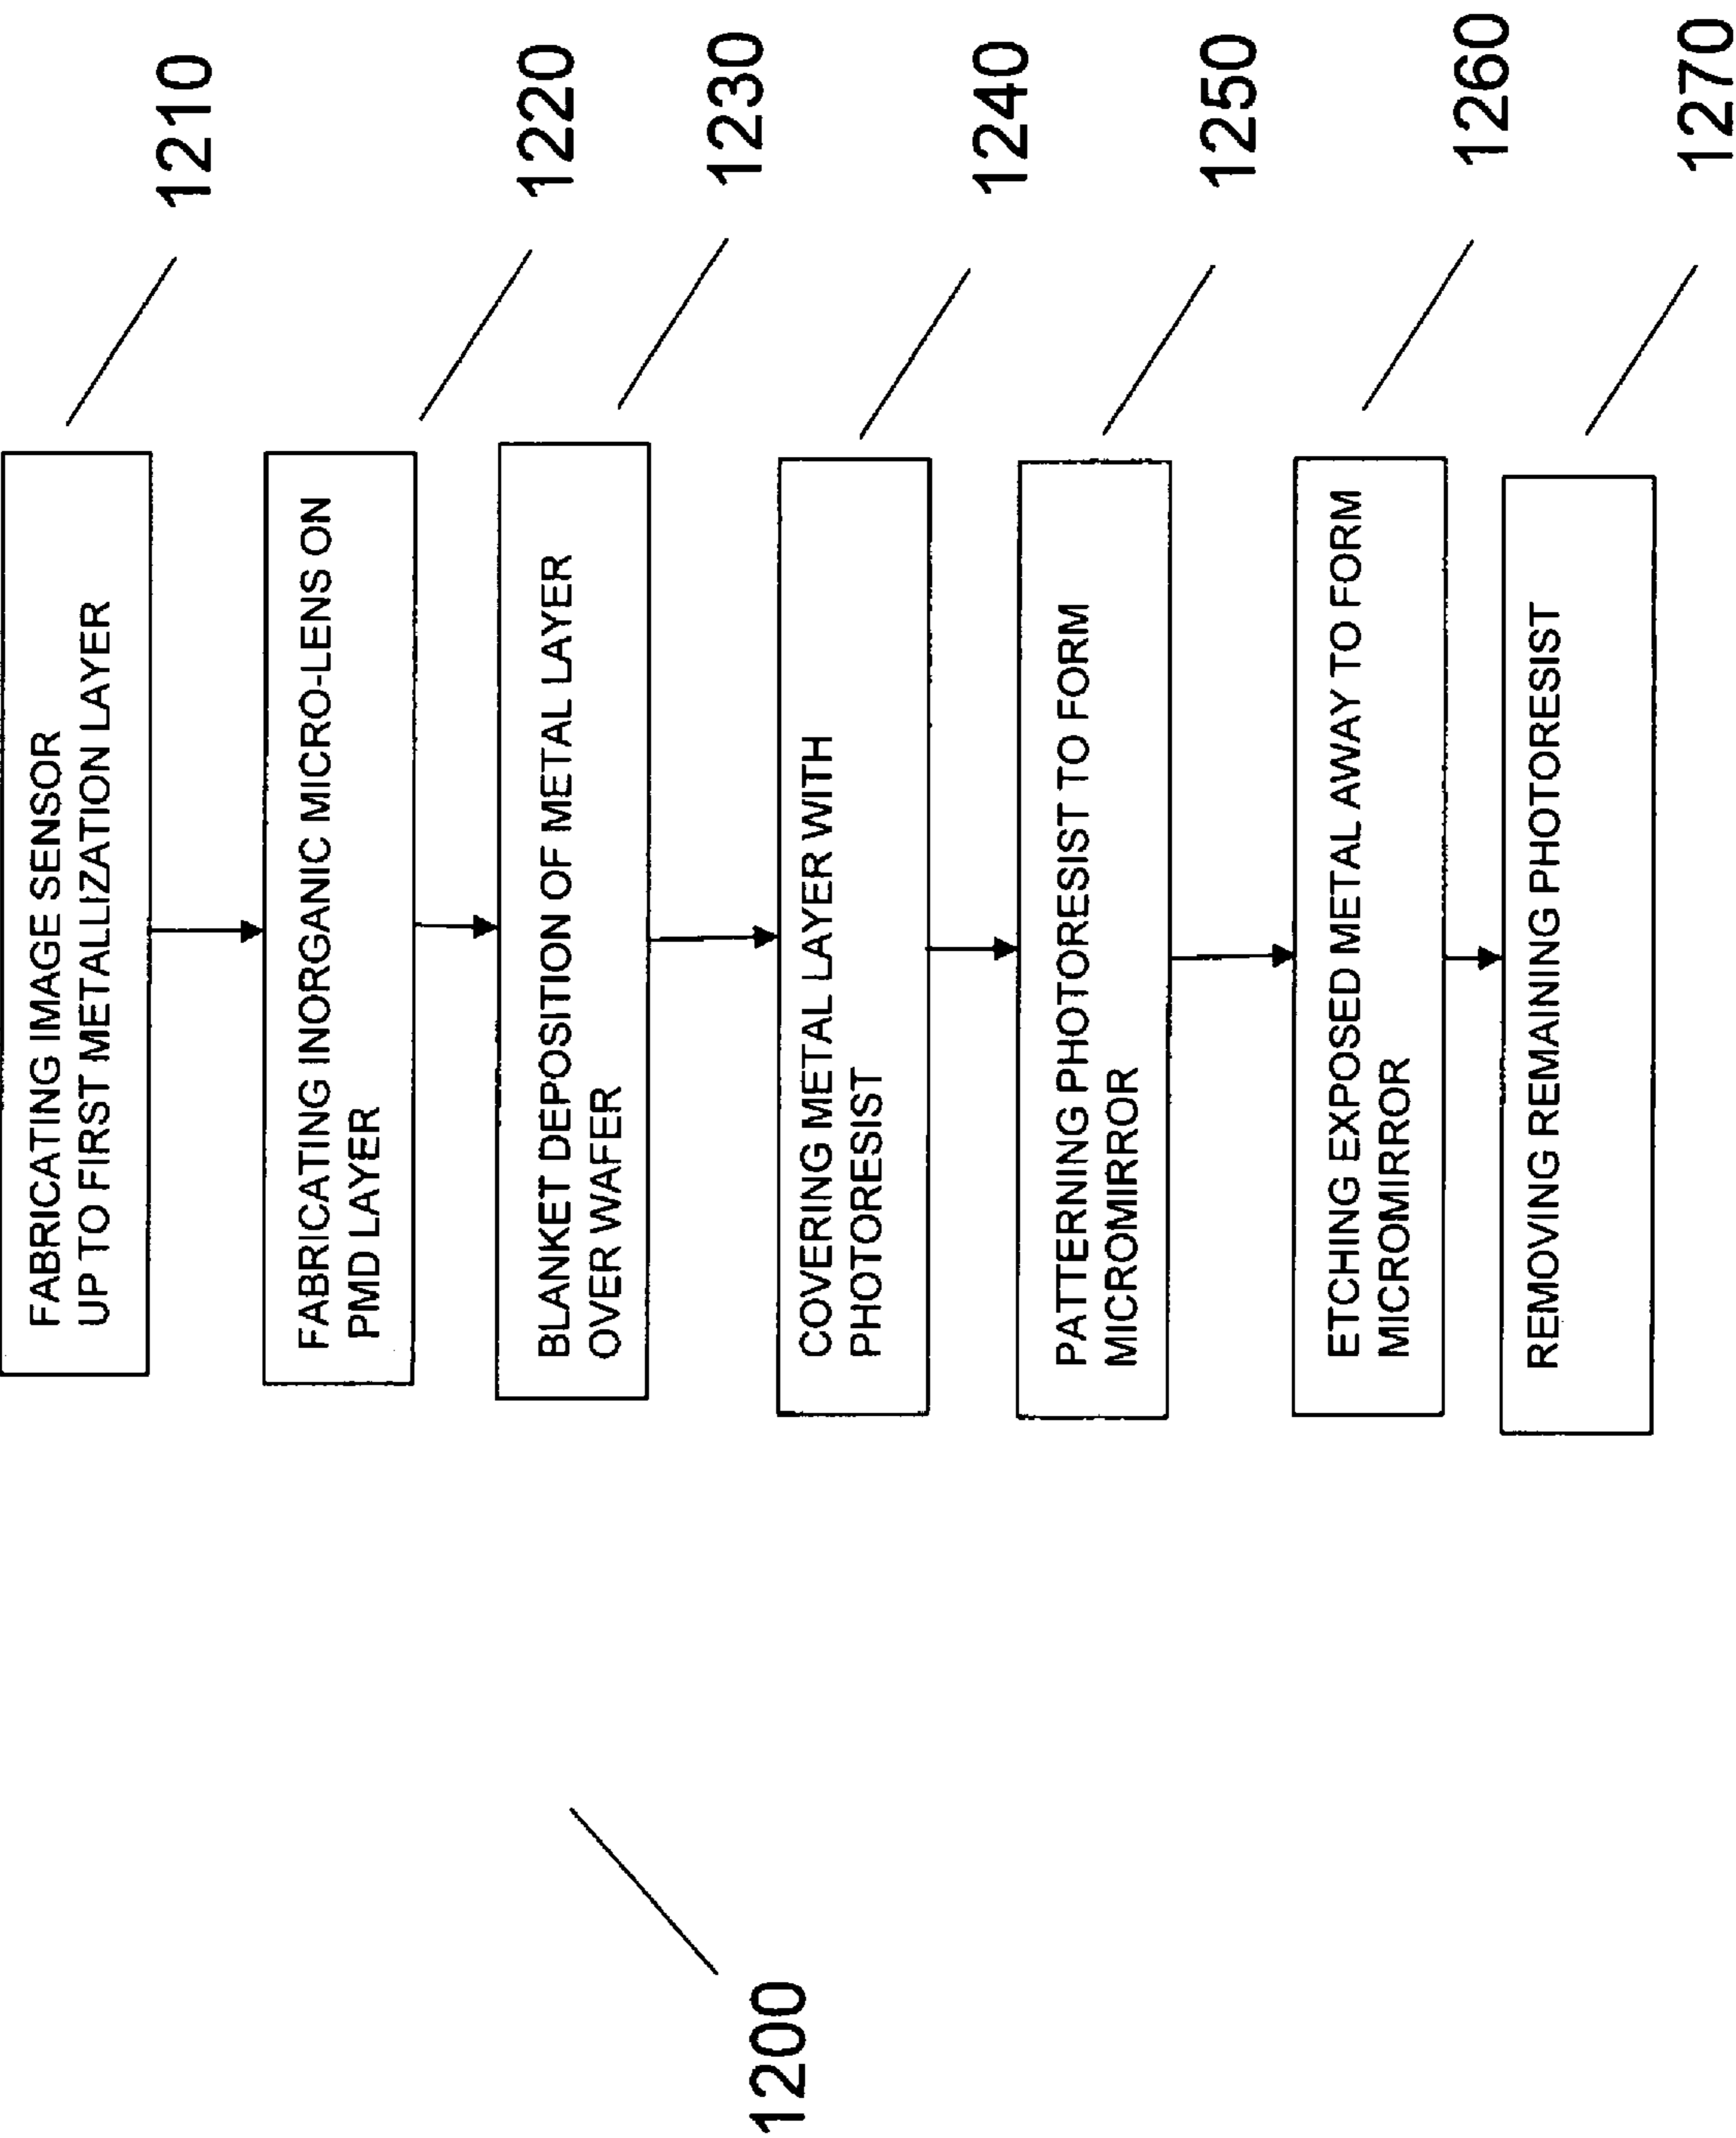 1200
FABRICATING IMAGE SENSOR
UP TO FIRST METALLIZATION LAYER
1210
FABRICATING INORGANIC MICRO-LENS ON
PMD LAYER
1220
BLANKET DEPOSITION OF METAL LAYER
OVER WAFER
1230
COVERING METAL LAYER WITH
PHOTORESIST
1240
PATTERNING PHOTORESIST TO FORM
MICROMIRROR
1250
ETCHING EXPOSED METAL AWAY TO FORM
MICROMIRROR
1260
REMOVING REMAINING PHOTORESIST
1270